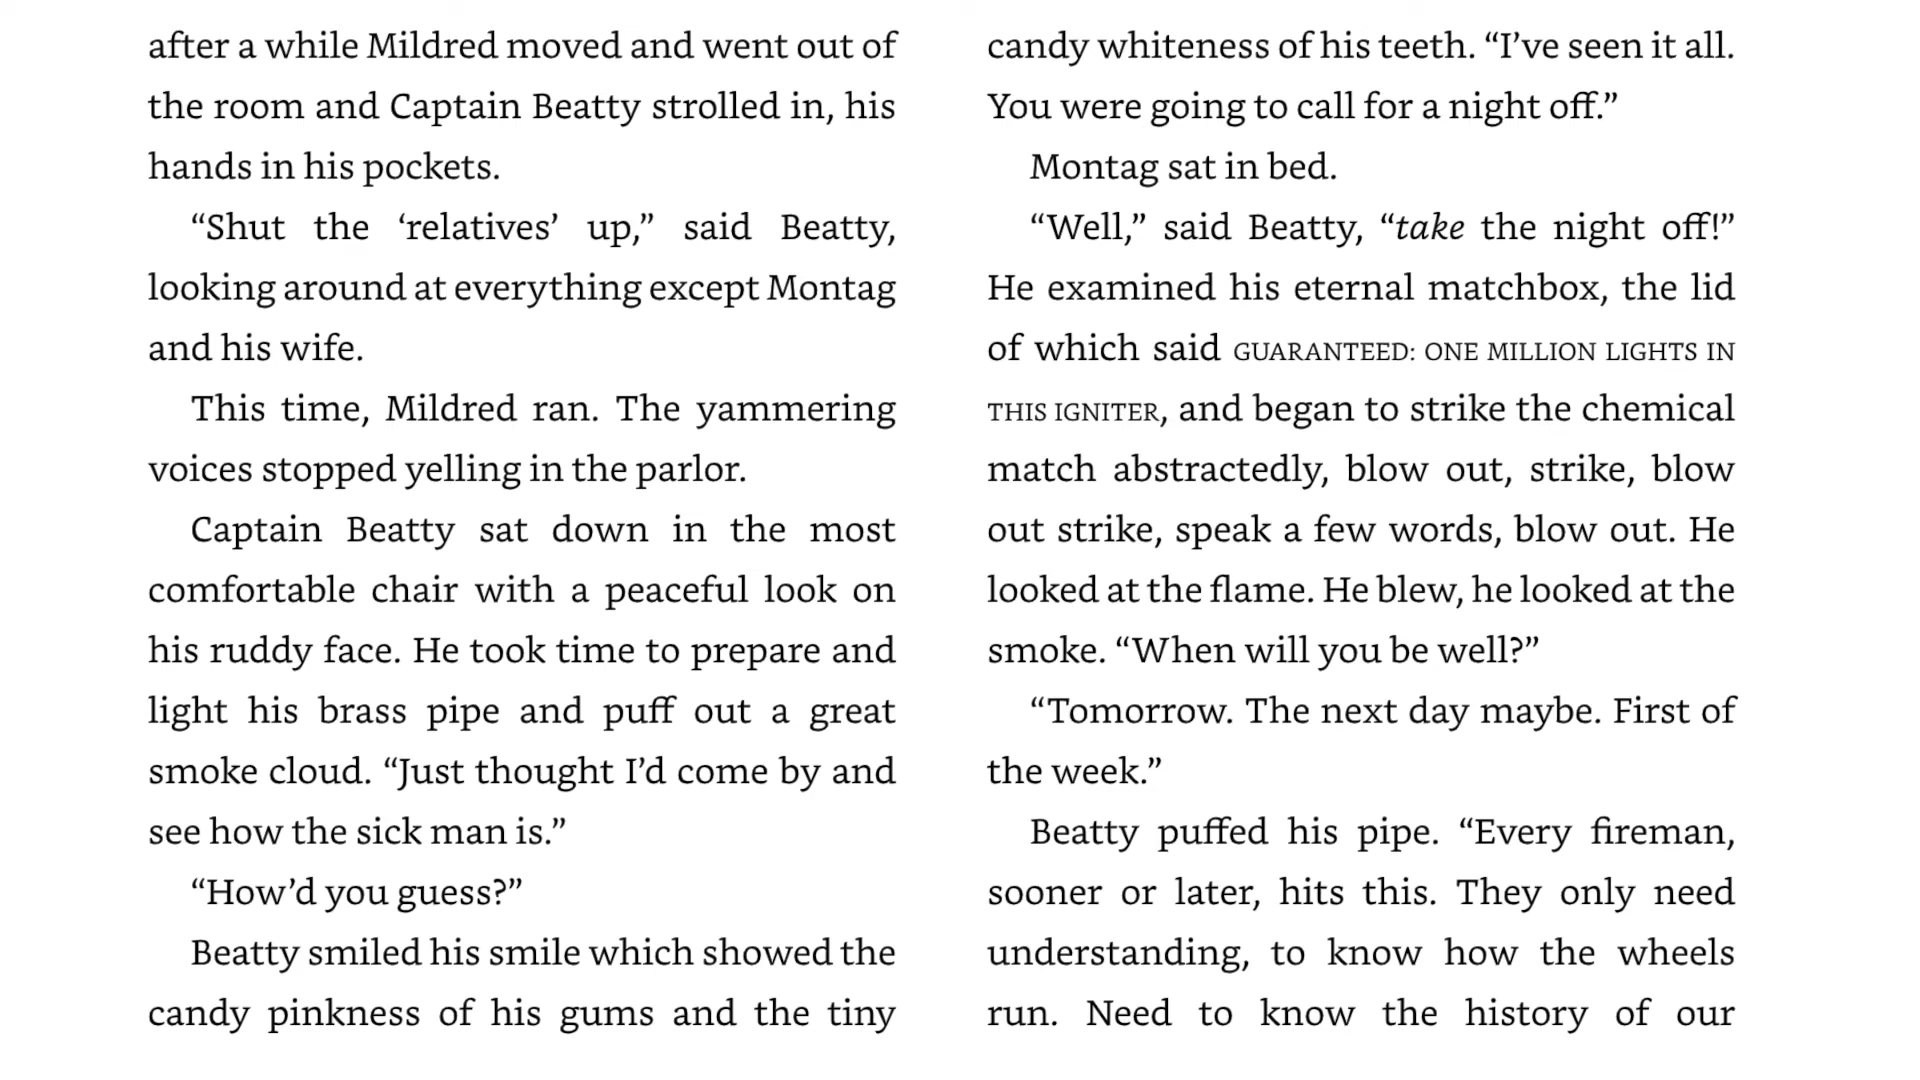 after a while Mildred moved and went out of
the room and Captain Beatty strolled in, his
hands in his pockets.
“Shut the ‘relatives’ up,” said Beatty,
looking around at everything except Montag
and his wife.
This time, Mildred ran. The yammering
voices stopped yelling in the parlor.
Captain Beatty sat down in the most
comfortable chair with a peaceful look on
his ruddy face. He took time to prepare and
light his brass pipe and puff out a great
smoke cloud. “Just thought I’d come by and
see how the sick man is.”
“How’d you guess?”
Beatty smiled his smile which showed the
candy pinkness of his gums and the tiny
candy whiteness of his teeth. “I’ve seen it all.
You were going to call for a night off.”
Montag sat in bed.
“Well,” said Beatty, “take the night off!”
He examined his eternal matchbox, the lid
of which said GUARANTEED: ONE MILLION LIGHTS IN
THIS IGNITER, and began to strike the chemical
match abstractedly, blow out, strike, blow
out strike, speak a few words, blow out. He
looked at the flame. He blew, he looked at the
smoke. “When will you be well?”
“Tomorrow. The next day maybe. First of
the week.”
Beatty puffed his pipe. “Every fireman,
sooner or later, hits this. They only need
understanding, to know how the wheels
run. Need to know the history of our